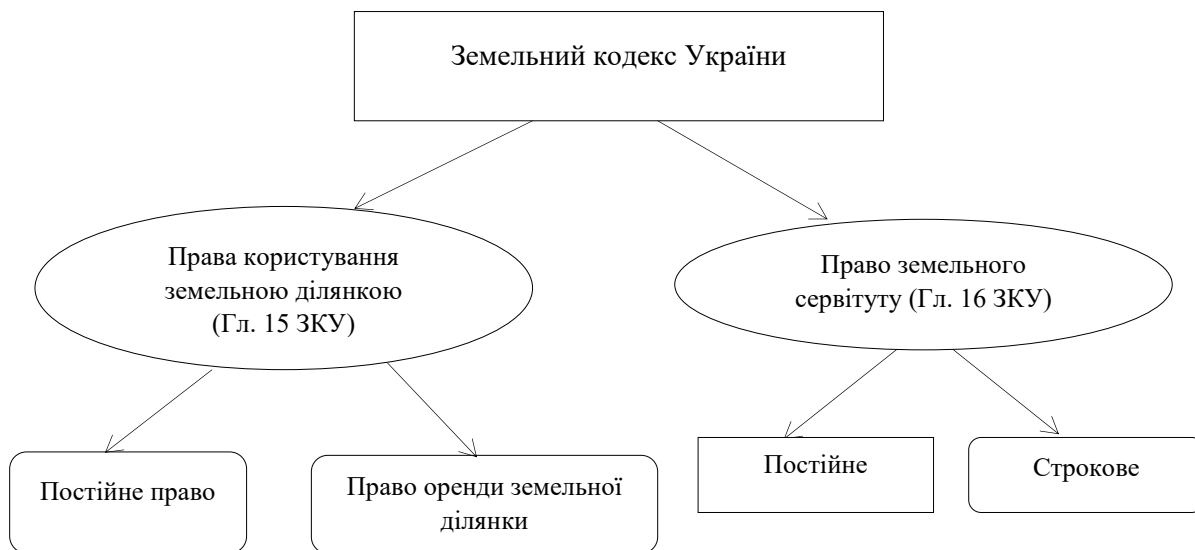 Земельний кодекс України
Права користування
земельною ділянкою
(Гл. 15 ЗКУ)
Право земельного
сервітуту (Гл. 16 ЗКУ)
Постійне право
Право оренди земельної
ділянки
Постійне
Строкове